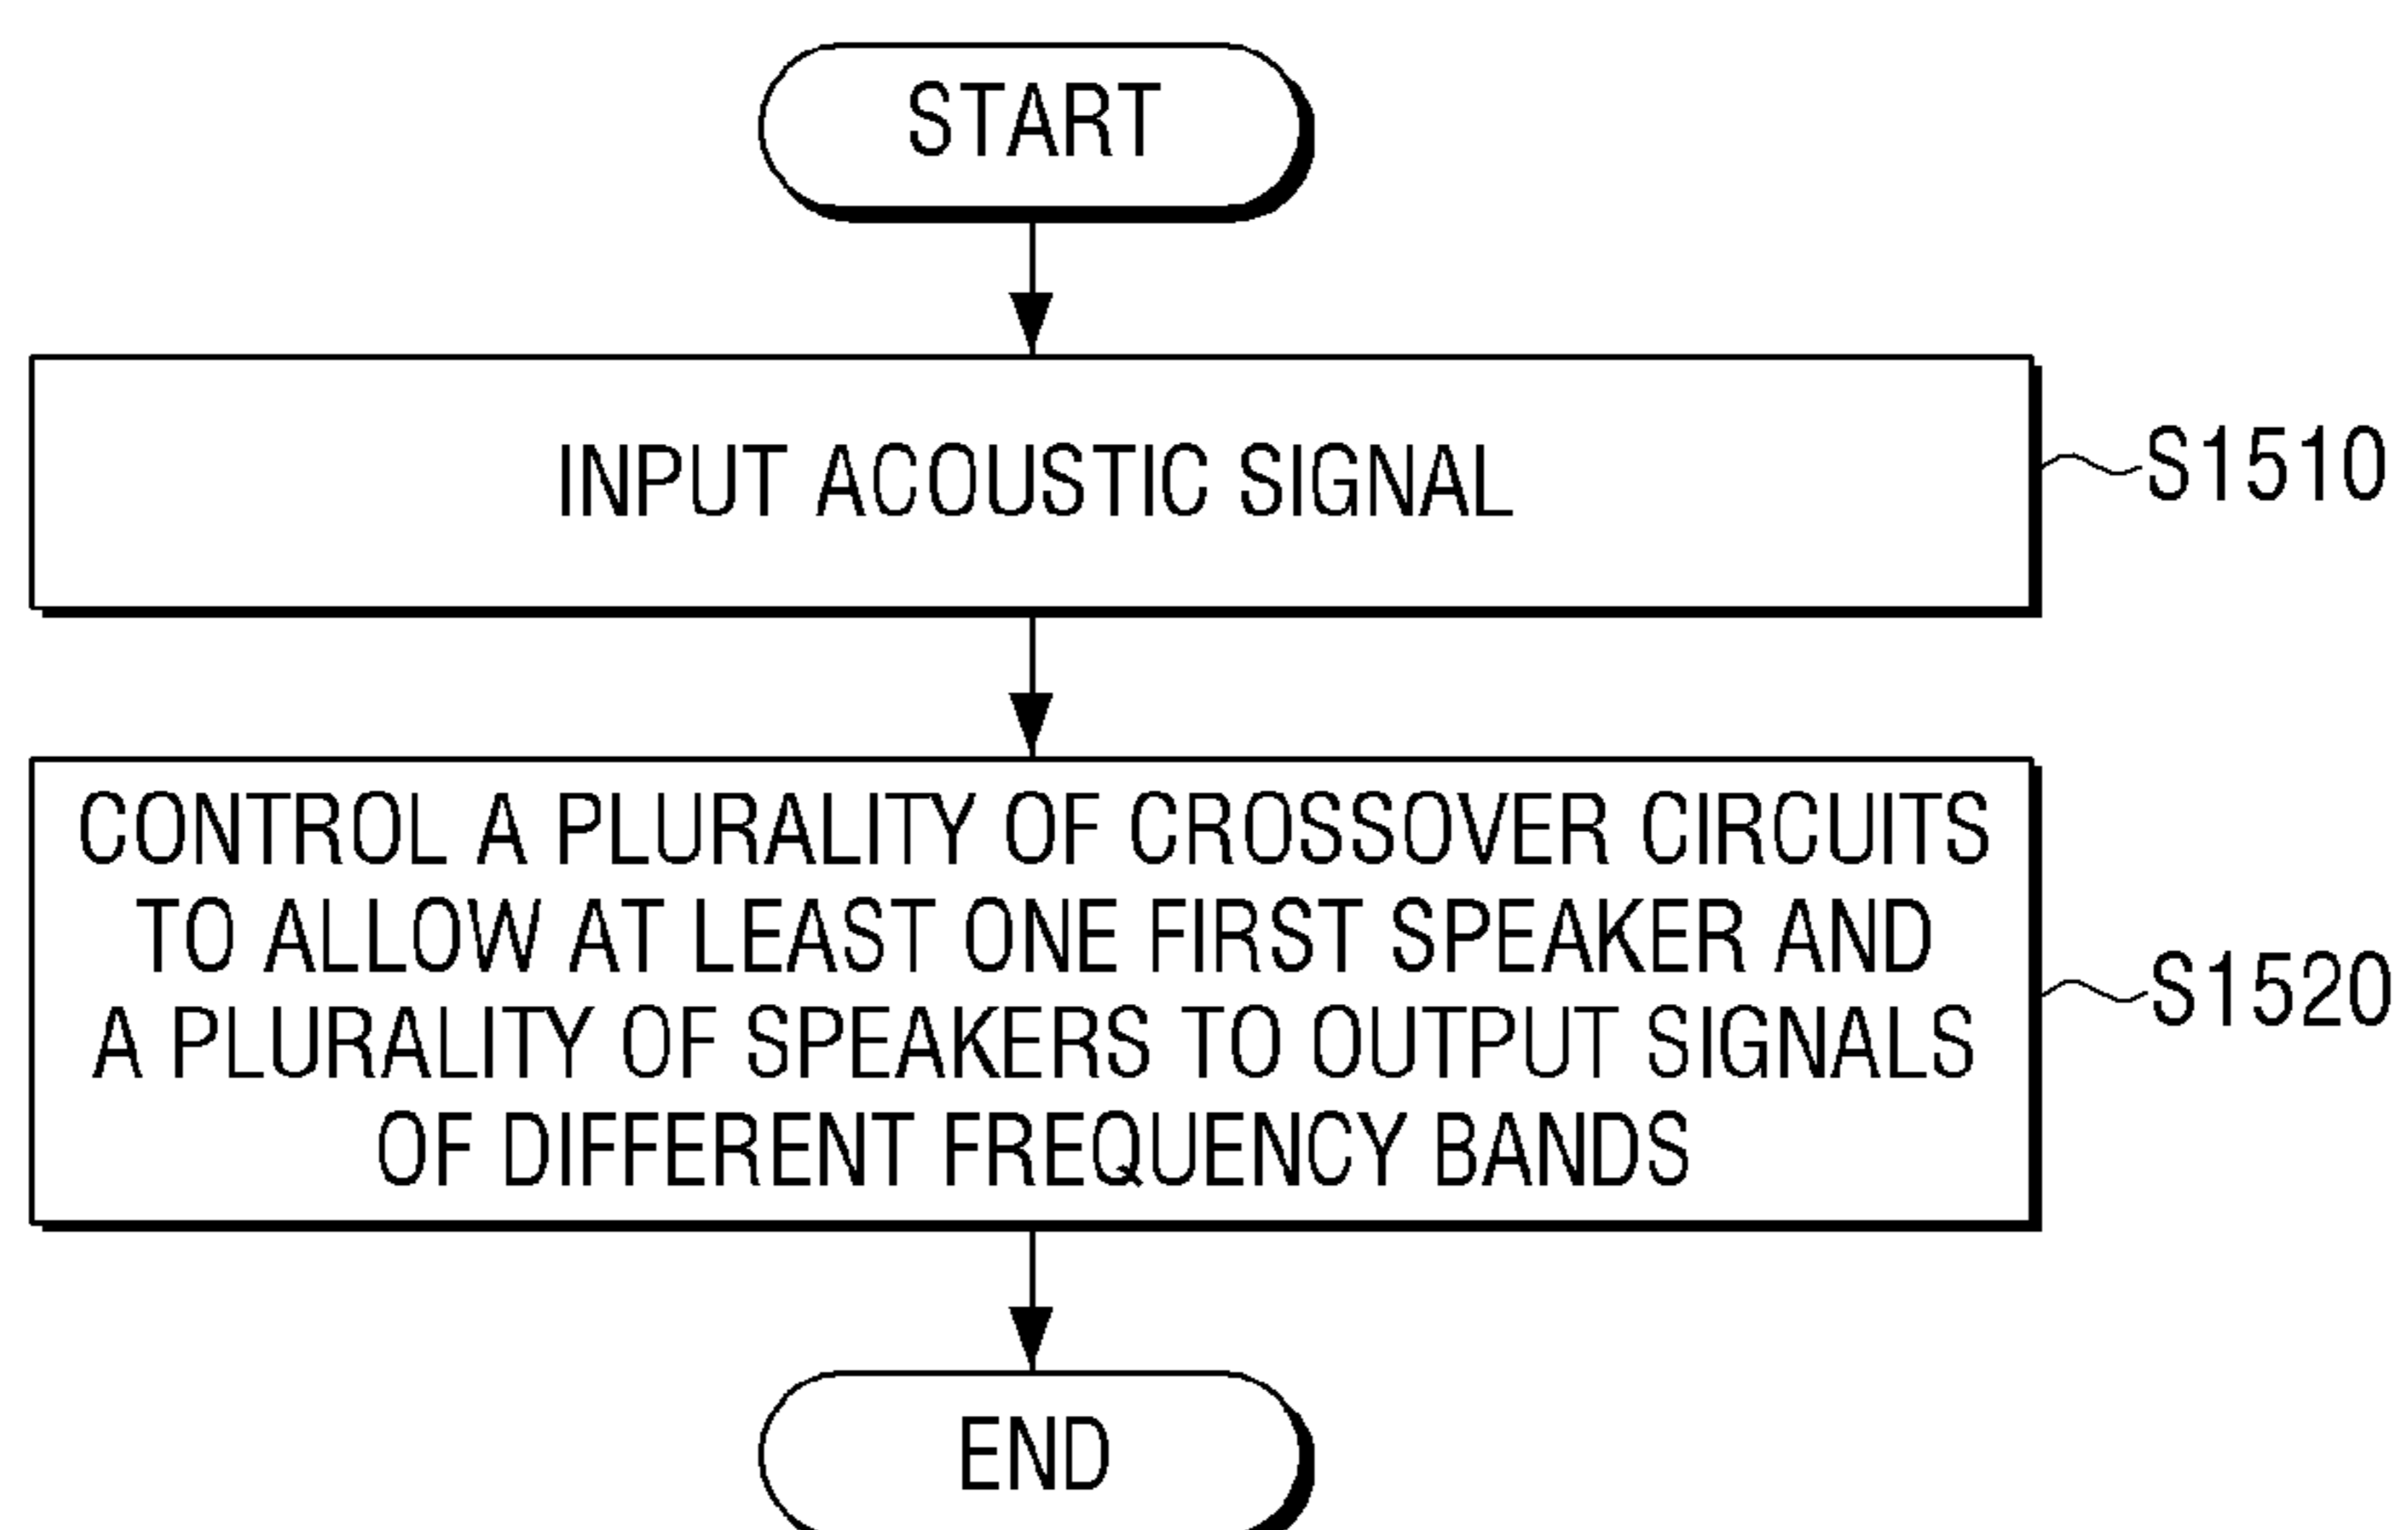 START
INPUT ACOUSTIC SIGNAL
S1510
CONTROL A PLURALITY OF CROSSOVER CIRCUITS
TO ALLOW AT LEAST ONE FIRST SPEAKER AND
A PLURALITY OF SPEAKERS TO OUTPUT SIGNALS
OF DIFFERENT FREQUENCY BANDS
S1520
END